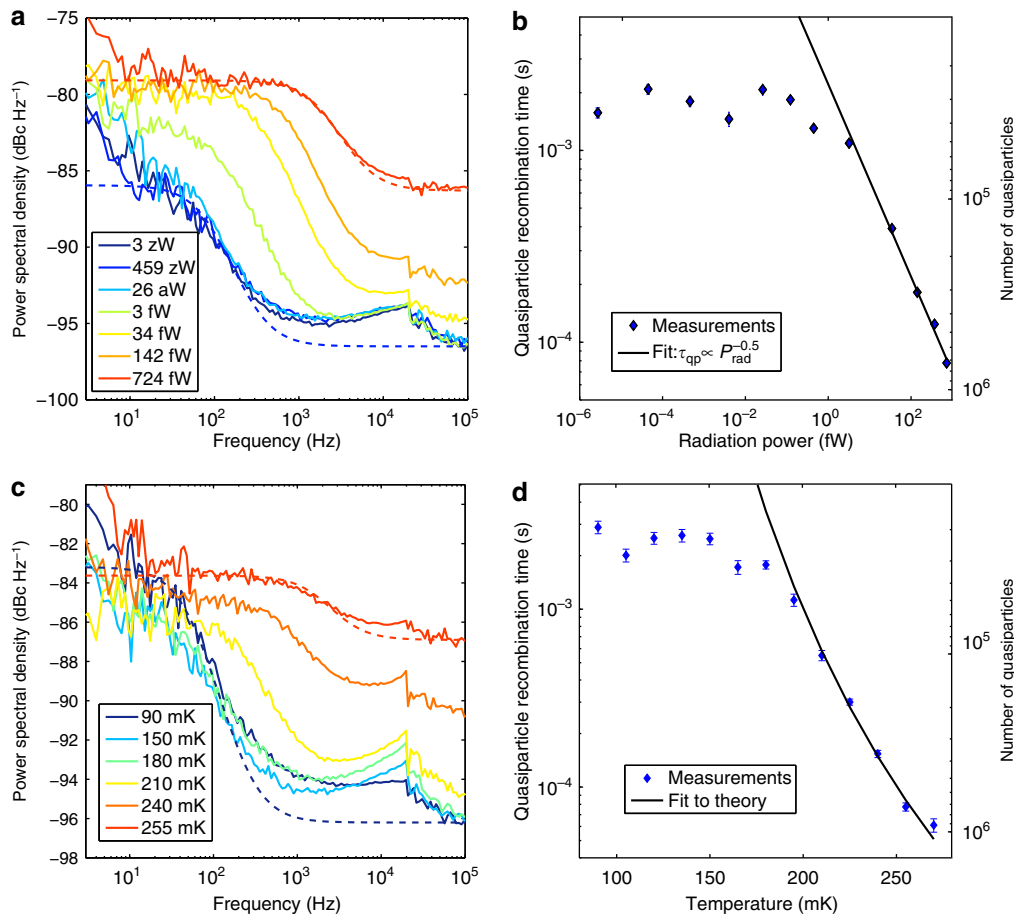 a
Power spectral density (dBc Hz⁻¹)
−75
−80
−85
−90
−95
−100
3 zW
459 zW
26 aW
3 fW
34 fW
142 fW
724 fW
10¹ 10² 10³ 10⁴ 10⁵
Frequency (Hz)
b
Quasiparticle recombination time (s)
10⁻³
10⁻⁴
Measurements
Fit:τqp∝ Prad^−0.5
10⁻⁶ 10⁻⁴ 10⁻² 10⁰ 10²
Radiation power (fW)
10⁵
10⁶
Number of quasiparticles
c
Power spectral density (dBc Hz⁻¹)
−80
−82
−84
−86
−88
−90
−92
−94
−96
−98
90 mK
150 mK
180 mK
210 mK
240 mK
255 mK
10¹ 10² 10³ 10⁴ 10⁵
Frequency (Hz)
d
Quasiparticle recombination time (s)
10⁻³
10⁻⁴
Measurements
Fit to theory
100 150 200 250
Temperature (mK)
10⁵
10⁶
Number of quasiparticles